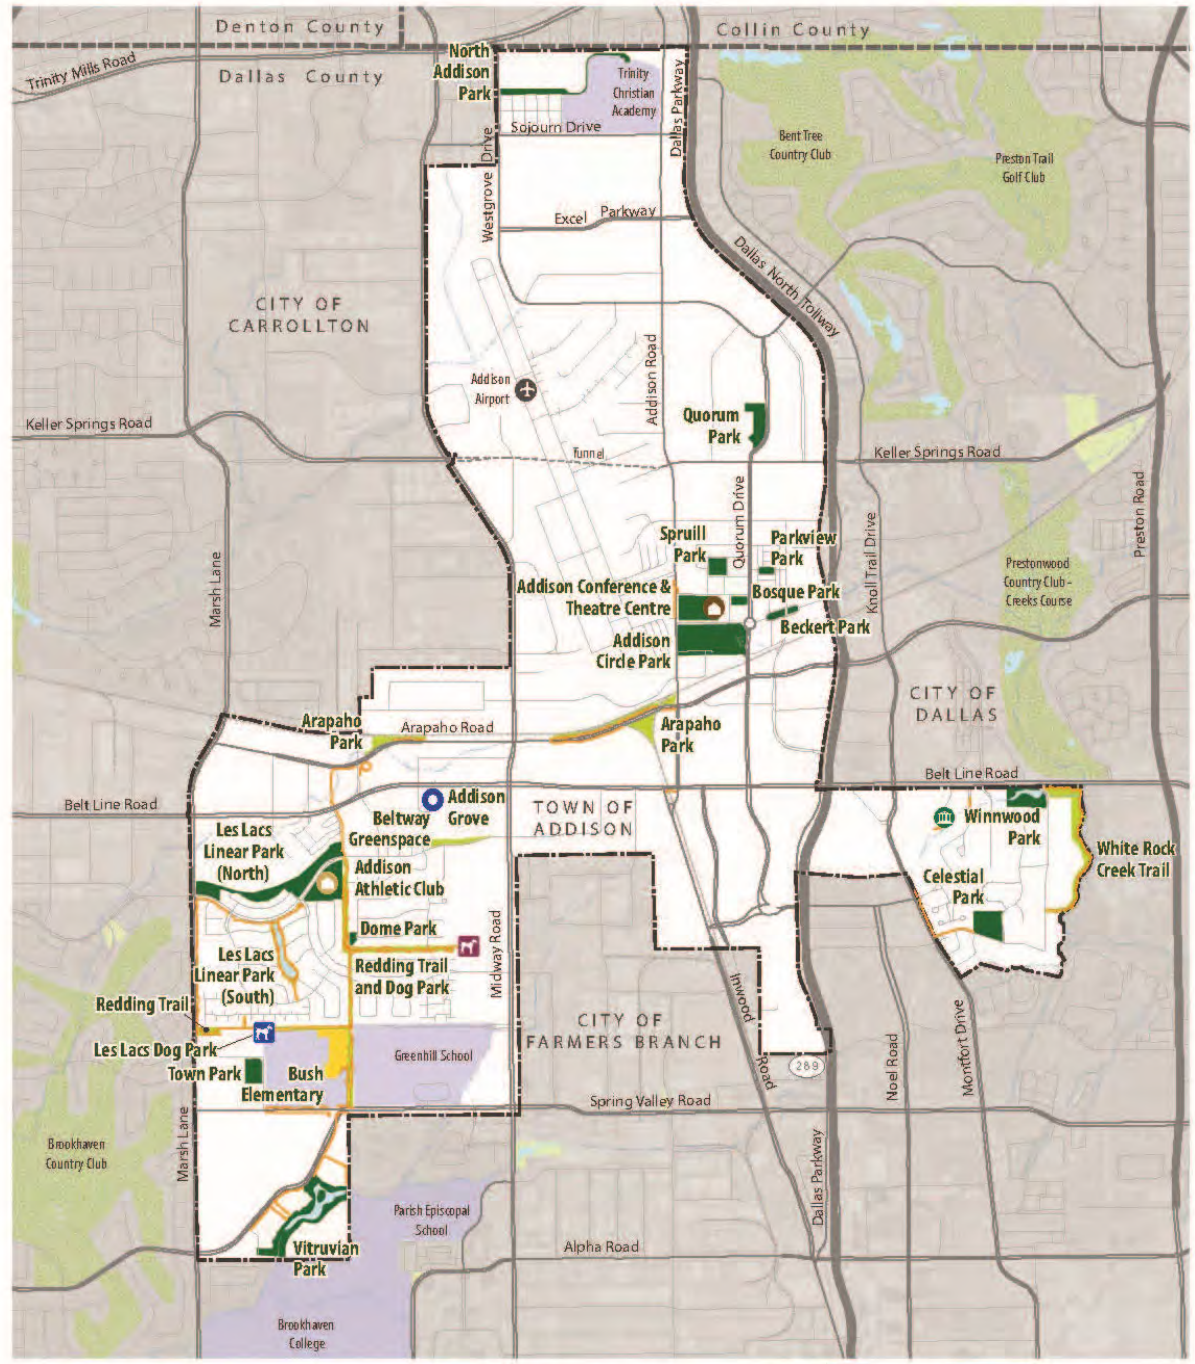 Denton County
Collin County
Trinity Mills Road
Dallas County
North
Addison
Park
Trinity
Christian
Academy
Dallas Parkway
Sojourn Drive
Bent Tree
Country Club
Preston Trail
Golf Club
Westgrove Drive
Excel Parkway
Dallas North Tollway
CITY OF
CARROLLTON
Addison
Airport
Addison Road
Quorum
Park
Keller Springs Road
Tunnel
Keller Springs Road
Preston Road
Quorum Drive
Knoll Trail Drive
Marsh Lane
Spruill
Park
Parkview
Park
Prestonwood
Country Club -
Creeks Course
Addison Conference &
Theatre Centre
Bosque Park
Beckert Park
Addison
Circle Park
CITY OF
DALLAS
Arapaho
Park
Arapaho Road
Arapaho
Park
Belt Line Road
Belt Line Road
Addison
Grove
TOWN OF
ADDISON
Winnwood
Park
Beltway
Greenspace
Les Lacs
Linear Park
(North)
White Rock
Creek Trail
Addison
Athletic Club
Celestial
Park
Dome Park
Midway Road
Les Lacs
Linear Park
(South)
Redding Trail
and Dog Park
Redding Trail
Inwood Road
CITY OF
FARMERS BRANCH
Les Lacs Dog Park
Greenhill School
Town Park
Bush
Elementary
289
Noel Road
Montfort Drive
Spring Valley Road
Marsh Lane
Brookhaven
Country Club
Dallas Parkway
Parish Episcopal
School
Vitruvian
Park
Alpha Road
Brookhaven
College